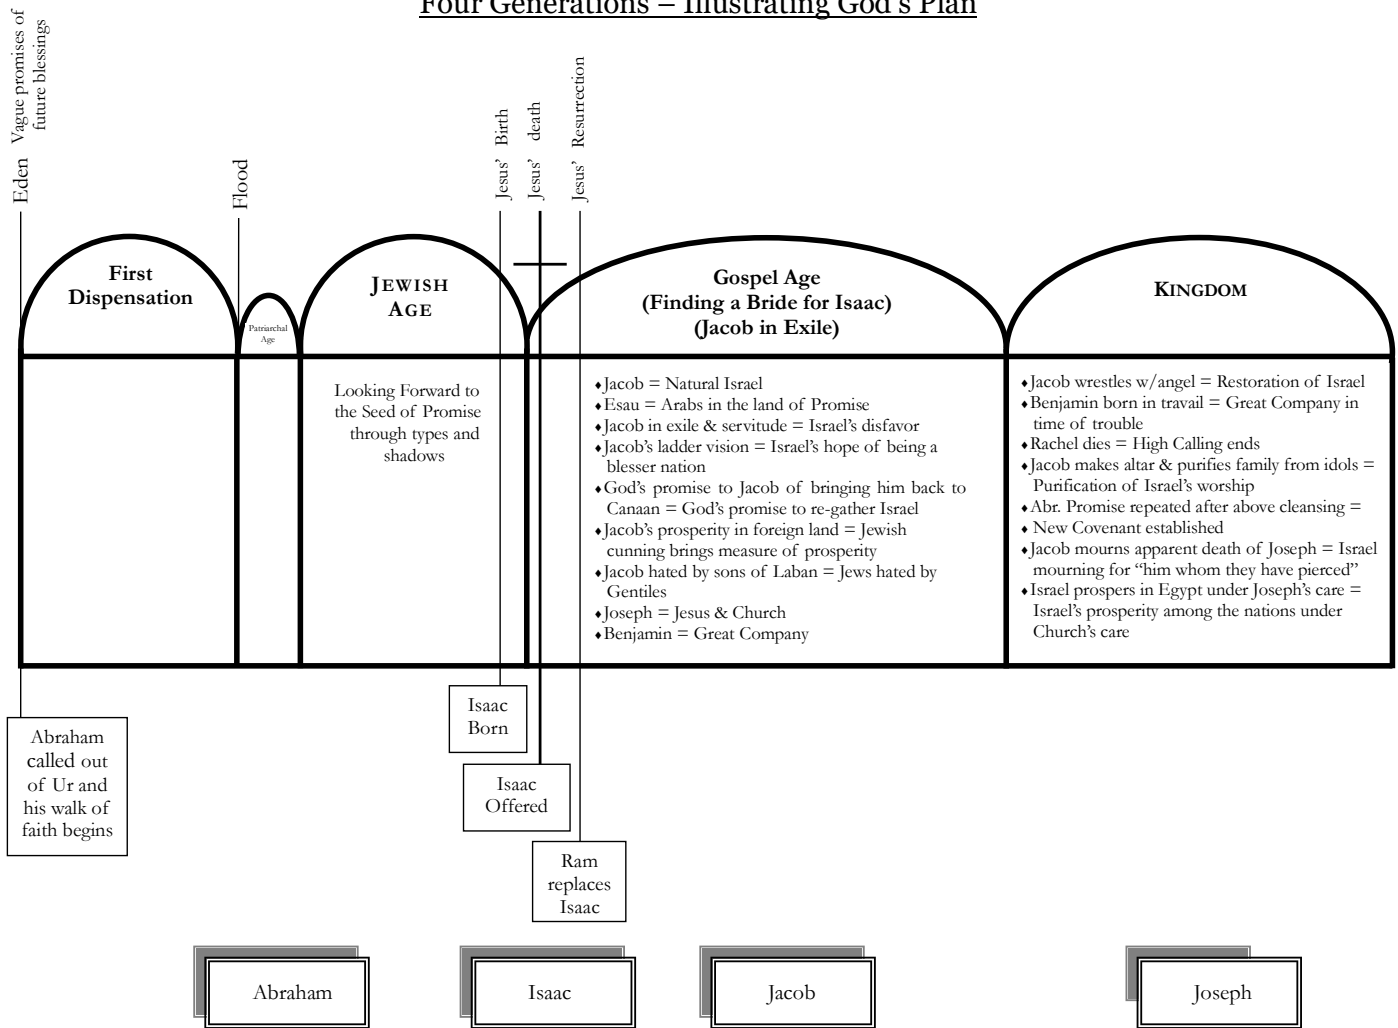 Four Generations – Illustrating God's Plan
Eden Vague promises of
future blessings
Flood
Jesus' Birth
Jesus' death
Jesus' Resurrection
First
Dispensation
Patriarchal
Age
JEWISH
AGE
Gospel Age
(Finding a Bride for Isaac)
(Jacob in Exile)
KINGDOM
Looking Forward to
the Seed of Promise
through types and
shadows
♦Jacob = Natural Israel
♦Esau = Arabs in the land of Promise
♦Jacob in exile & servitude = Israel's disfavor
♦Jacob's ladder vision = Israel's hope of being a
blesser nation
♦God's promise to Jacob of bringing him back to
Canaan = God's promise to re-gather Israel
♦Jacob's prosperity in foreign land = Jewish
cunning brings measure of prosperity
♦Jacob hated by sons of Laban = Jews hated by
Gentiles
♦Joseph = Jesus & Church
♦Benjamin = Great Company
♦Jacob wrestles w/angel = Restoration of Israel
♦Benjamin born in travail = Great Company in
time of trouble
♦Rachel dies = High Calling ends
♦Jacob makes altar & purifies family from idols =
Purification of Israel's worship
♦Abr. Promise repeated after above cleansing =
♦ New Covenant established
♦Jacob mourns apparent death of Joseph = Israel
mourning for “him whom they have pierced”
♦Israel prospers in Egypt under Joseph's care =
Israel's prosperity among the nations under
Church's care
Abraham
called out
of Ur and
his walk of
faith begins
Isaac
Born
Isaac
Offered
Ram
replaces
Isaac
Abraham
Isaac
Jacob
Joseph